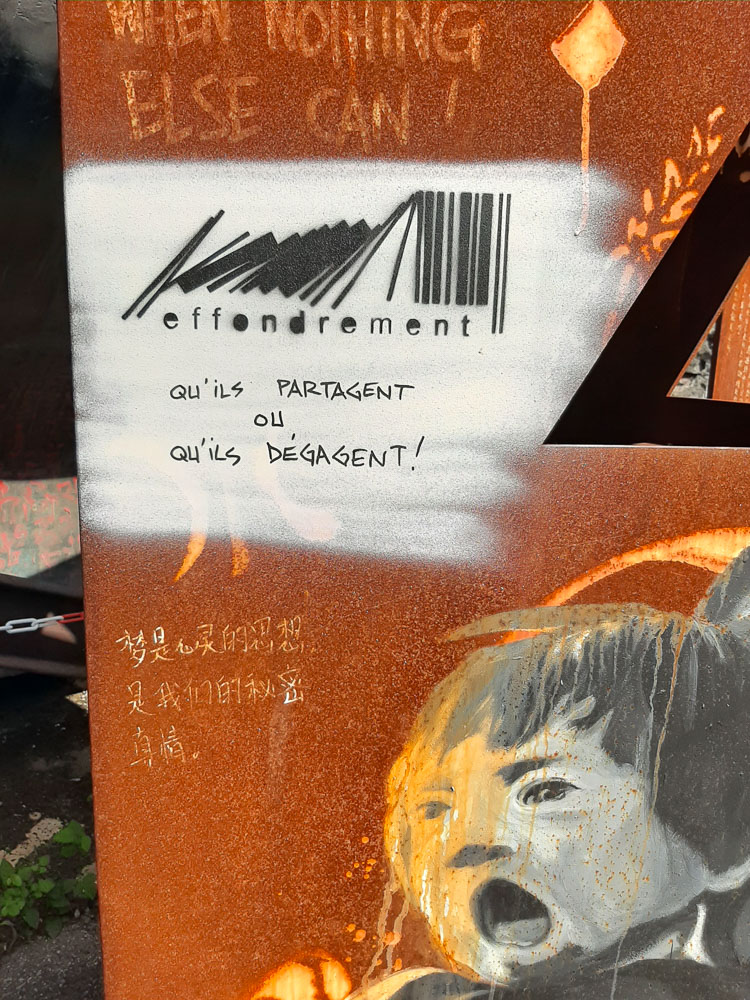 WHEN NOTHING
ELSE CAN!
effondrement
QU'ILS PARTAGENT
OU
QU'ILS DÉGAGENT!
梦是心灵的思想,
是我们的秘密
真情。